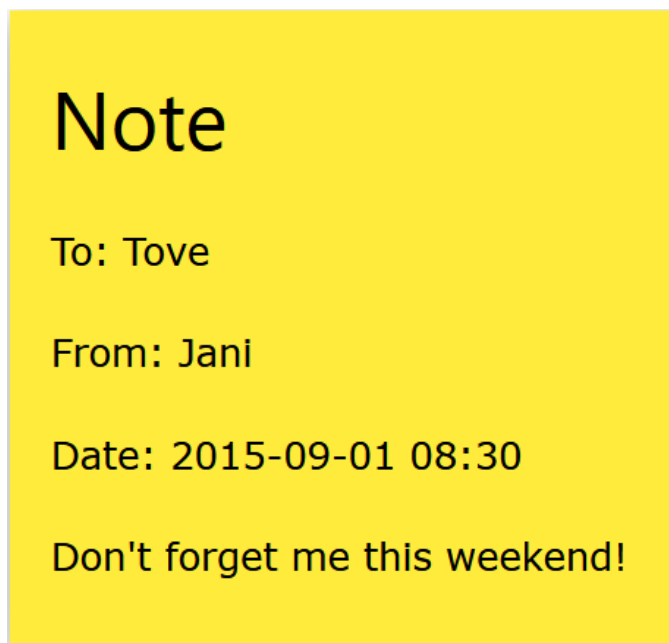 Note
To: Tove
From: Jani
Date: 2015-09-01 08:30
Don't forget me this weekend!